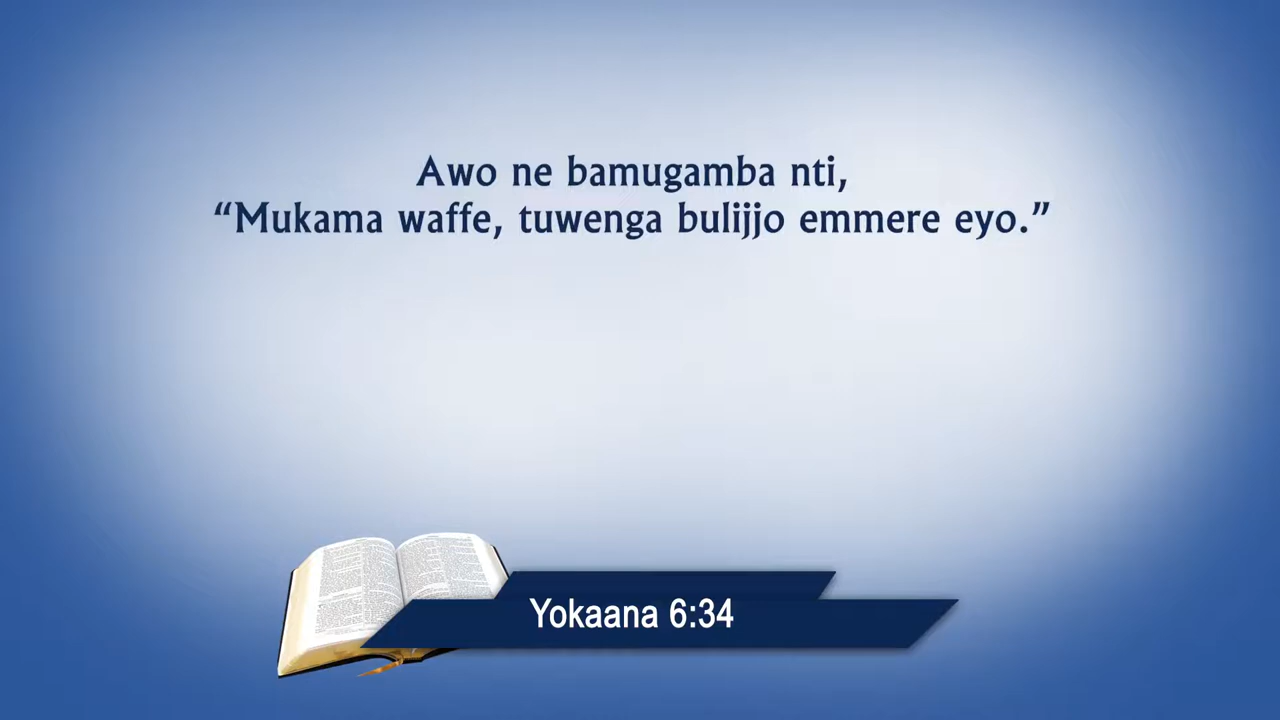 Awo ne bamugamba nti,
“Mukama waffe, tuwenga bulijjo emmere eyo.”
Yokaana 6:34